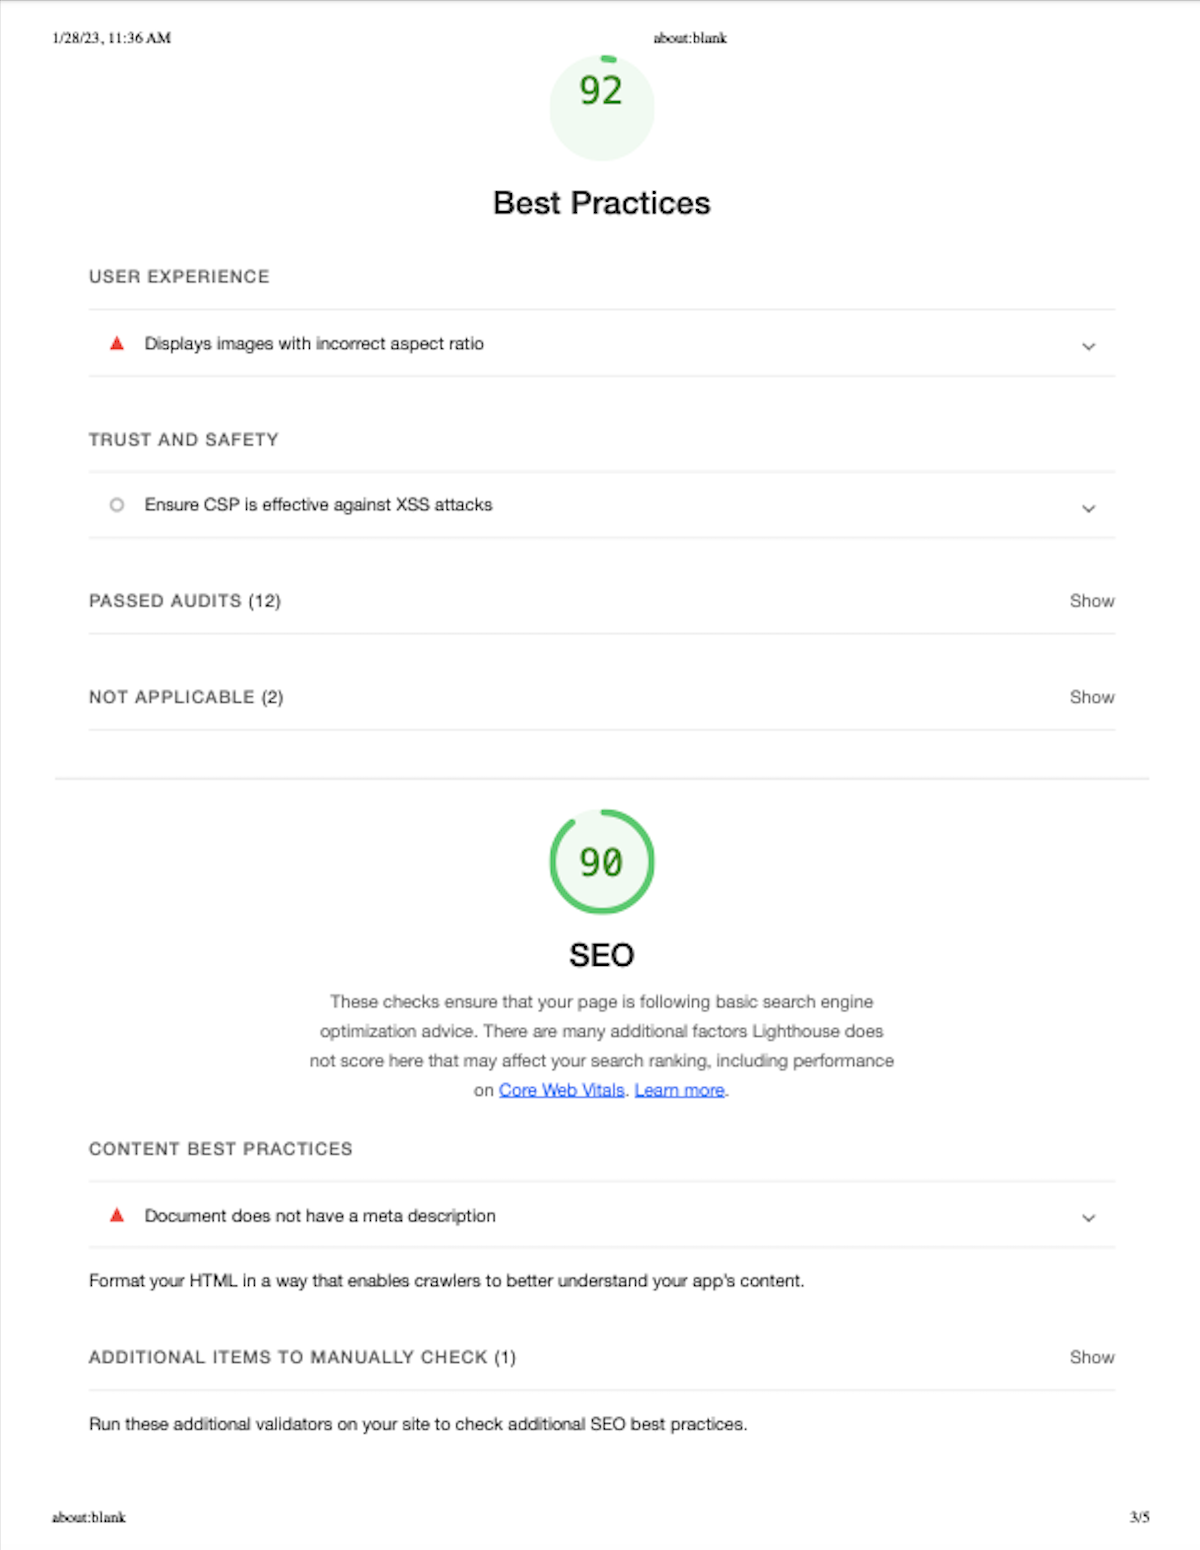 1/28/23, 11:36 AM
about:blank
92
Best Practices
USER EXPERIENCE
Displays images with incorrect aspect ratio
TRUST AND SAFETY
Ensure CSP is effective against XSS attacks
PASSED AUDITS (12)
Show
NOT APPLICABLE (2)
Show
90
SEO
These checks ensure that your page is following basic search engine
optimization advice. There are many additional factors Lighthouse does
not score here that may affect your search ranking, including performance
on Core Web Vitals. Learn more.
CONTENT BEST PRACTICES
Document does not have a meta description
Format your HTML in a way that enables crawlers to better understand your app's content.
ADDITIONAL ITEMS TO MANUALLY CHECK (1)
Show
Run these additional validators on your site to check additional SEO best practices.
about:blank
3/5